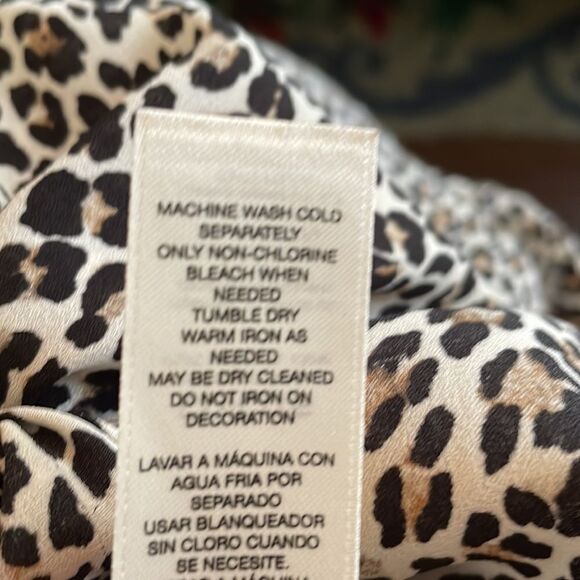 MACHINE WASH COLD
SEPARATELY
ONLY NON-CHLORINE
BLEACH WHEN
NEEDED
TUMBLE DRY
WARM IRON AS
NEEDED
MAY BE DRY CLEANED
DO NOT IRON ON
DECORATION
LAVAR A MÁQUINA CON
AGUA FRIA POR
SEPARADO
USAR BLANQUEADOR
SIN CLORO CUANDO
SE NECESITE.
A MÁQUINA